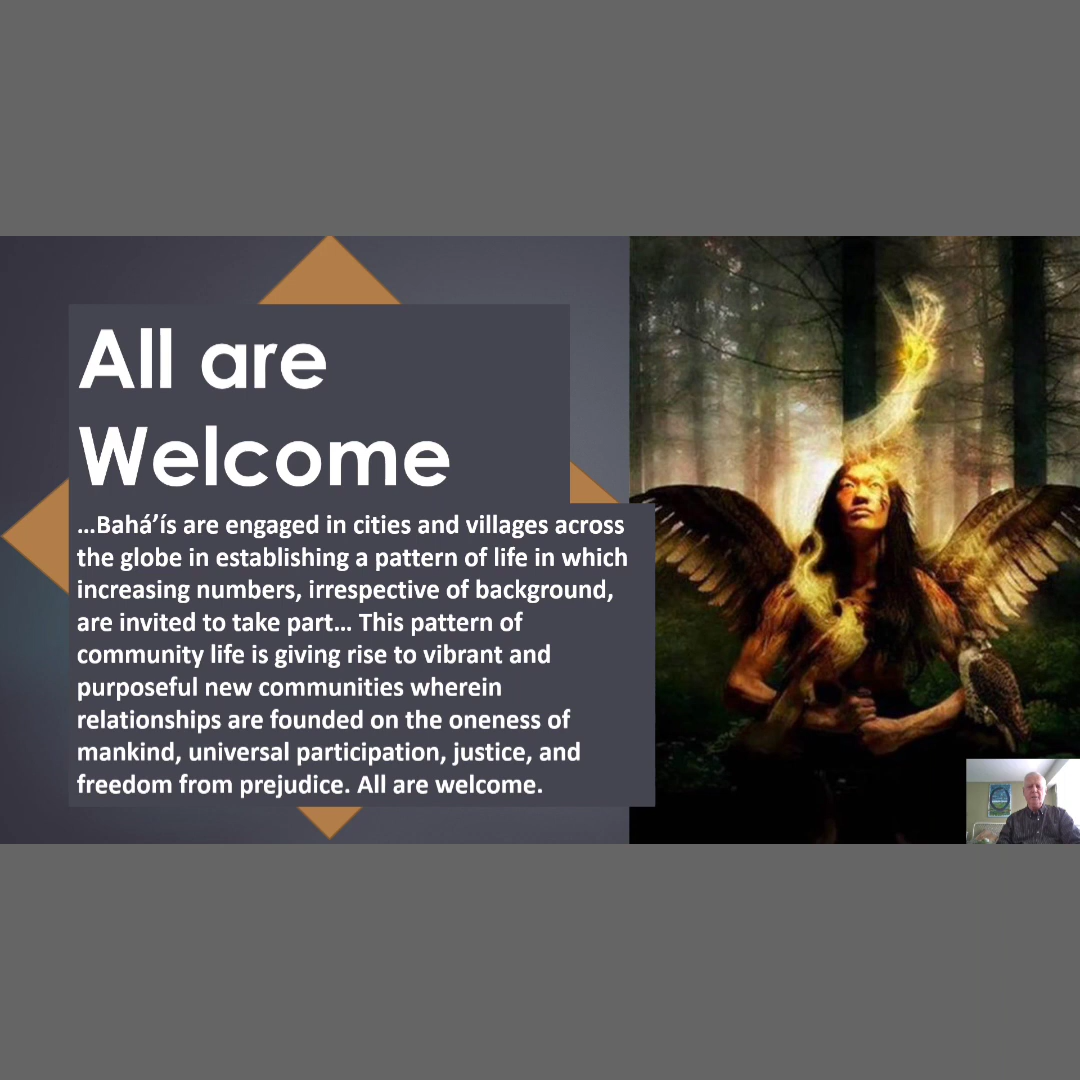 All are
Welcome
...Bahá’ís are engaged in cities and villages across
the globe in establishing a pattern of life in which
increasing numbers, irrespective of background,
are invited to take part... This pattern of
community life is giving rise to vibrant and
purposeful new communities wherein
relationships are founded on the oneness of
mankind, universal participation, justice, and
freedom from prejudice. All are welcome.